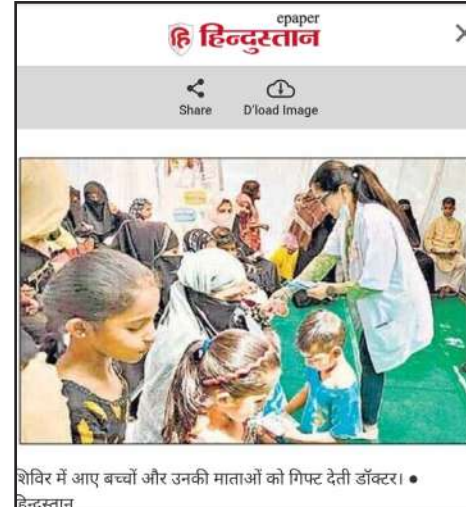 epaper
हि हिन्दुस्तान
Share D'load Image
शिविर में आए बच्चों और उनकी माताओं को गिफ्ट देती डॉक्टर। ●
हिन्दुस्तान